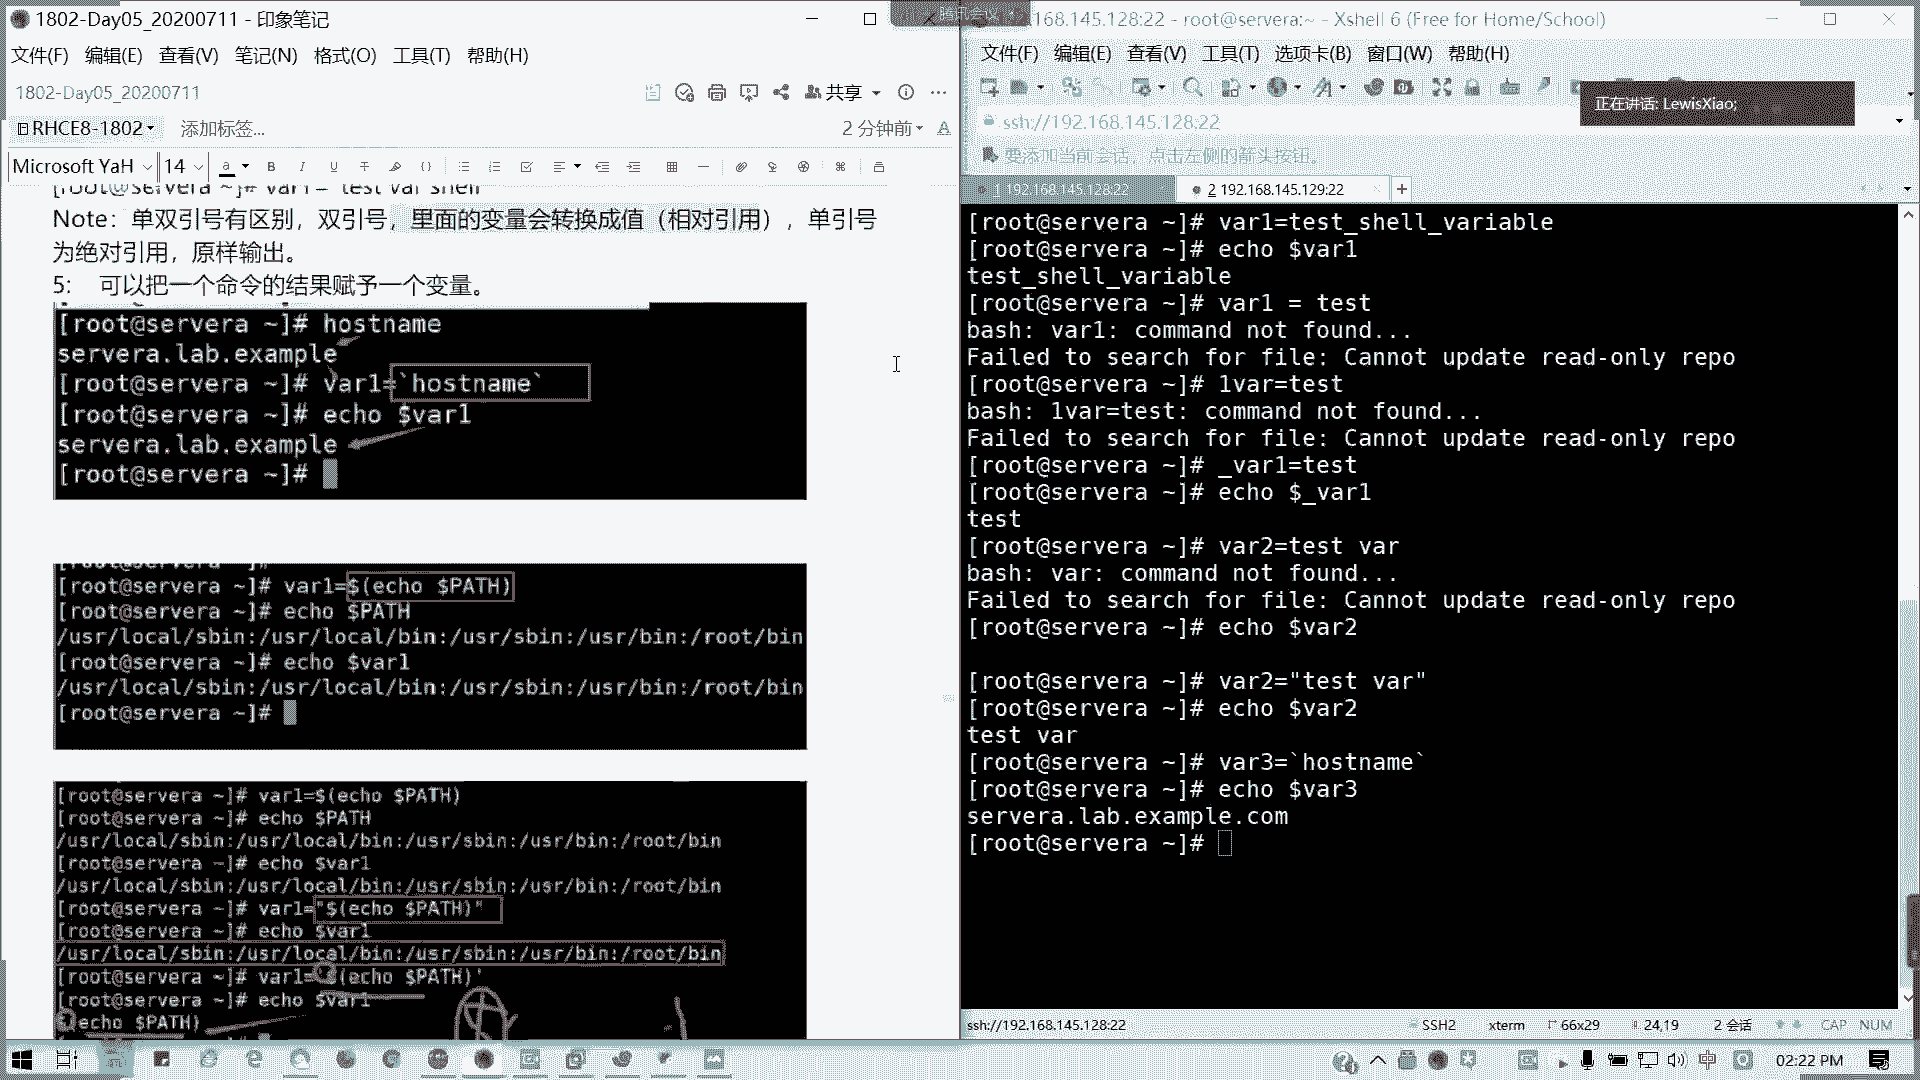 1802-Day05_20200711 - 印象笔记
文件(F) 编辑(E) 查看(V) 笔记(N) 格式(O) 工具(T) 帮助(H)
1802-Day05_20200711
共享
RHCE8-1802 添加标签...
2 分钟前
Microsoft YaH 14
[root@servera ~]# var1= test var shell
Note：单双引号有区别，双引号，里面的变量会转换成值（相对引用），单引号
为绝对引用，原样输出。
5: 可以把一个命令的结果赋予一个变量。
[root@servera ~]# hostname
servera.lab.example
[root@servera ~]# var1=`hostname`
[root@servera ~]# echo $var1
servera.lab.example
[root@servera ~]#
[root@servera ~]# var1=$(echo $PATH)
[root@servera ~]# echo $PATH
/usr/local/sbin:/usr/local/bin:/usr/sbin:/usr/bin:/root/bin
[root@servera ~]# echo $var1
/usr/local/sbin:/usr/local/bin:/usr/sbin:/usr/bin:/root/bin
[root@servera ~]#
[root@servera ~]# var1=$(echo $PATH)
[root@servera ~]# echo $PATH
/usr/local/sbin:/usr/local/bin:/usr/sbin:/usr/bin:/root/bin
[root@servera ~]# echo $var1
/usr/local/sbin:/usr/local/bin:/usr/sbin:/usr/bin:/root/bin
[root@servera ~]# var1="$(echo $PATH)"
[root@servera ~]# echo $var1
/usr/local/sbin:/usr/local/bin:/usr/sbin:/usr/bin:/root/bin
[root@servera ~]# var1='$(echo $PATH)'
[root@servera ~]# echo $var1
$(echo $PATH)
腾讯会议
168.145.128:22 - root@servera:~ - Xshell 6 (Free for Home/School)
文件(F) 编辑(E) 查看(V) 工具(T) 选项卡(B) 窗口(W) 帮助(H)
正在讲话: LewisXiao;
ssh://192.168.145.128:22
要添加当前会话，点击左侧的箭头按钮。
1 192.168.145.128:22 2 192.168.145.129:22
[root@servera ~]# var1=test_shell_variable
[root@servera ~]# echo $var1
test_shell_variable
[root@servera ~]# var1 = test
bash: var1: command not found...
Failed to search for file: Cannot update read-only repo
[root@servera ~]# 1var=test
bash: 1var=test: command not found...
Failed to search for file: Cannot update read-only repo
[root@servera ~]# _var1=test
[root@servera ~]# echo $_var1
test
[root@servera ~]# var2=test var
bash: var: command not found...
Failed to search for file: Cannot update read-only repo
[root@servera ~]# echo $var2
[root@servera ~]# var2="test var"
[root@servera ~]# echo $var2
test var
[root@servera ~]# var3=`hostname`
[root@servera ~]# echo $var3
servera.lab.example.com
[root@servera ~]#
ssh://192.168.145.128:22 SSH2 xterm 66x29 24,19 2 会话 CAP NUM
中 02:22 PM